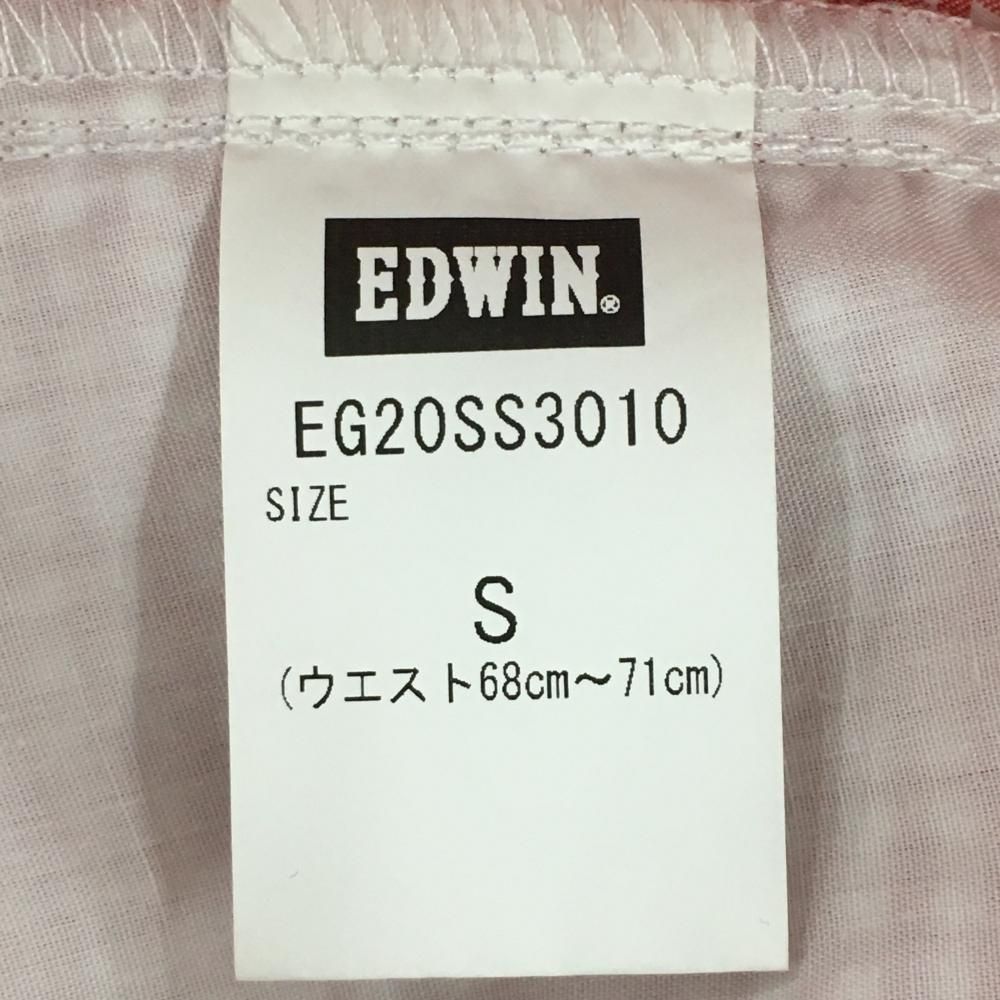 EDWIN®
EG20SS3010
SIZE
S
(ウエスト68cm～71cm)